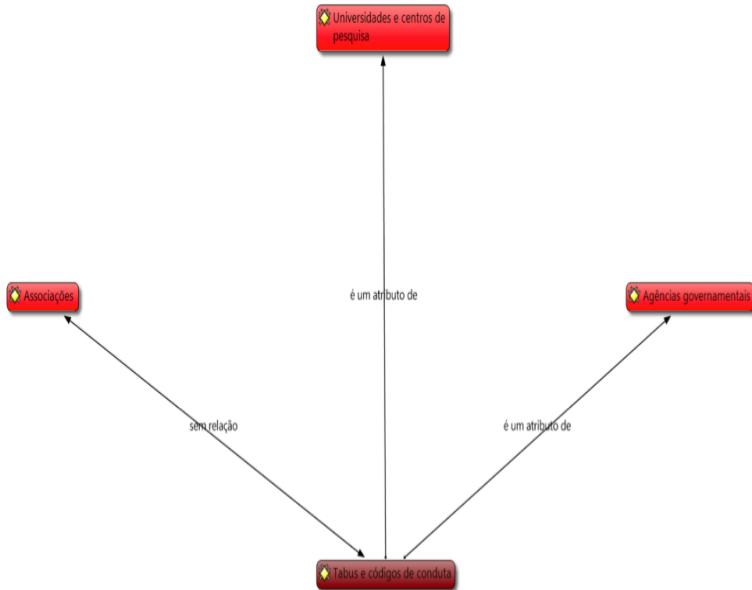 Universidades e centros de
pesquisa
Associações
é um atributo de
Agências governamentais
sem relação
é um atributo de
Tabus e códigos de conduta